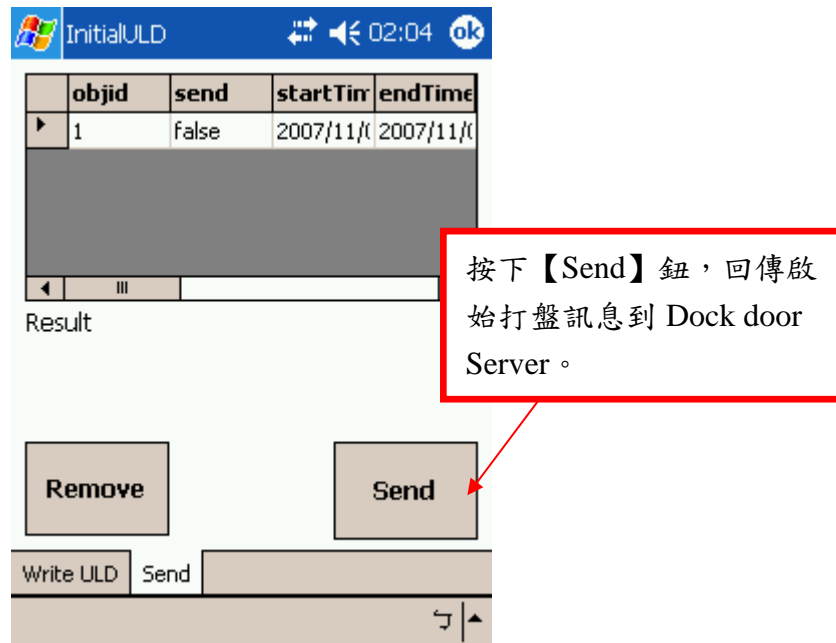 InitialULD 02:04 ok
objid send startTim endTime
1 false 2007/11/( 2007/11/(
按下【Send】鈕，回傳啟
始打盤訊息到 Dock door
Server。
Result
Remove Send
Write ULD Send
ㄅ